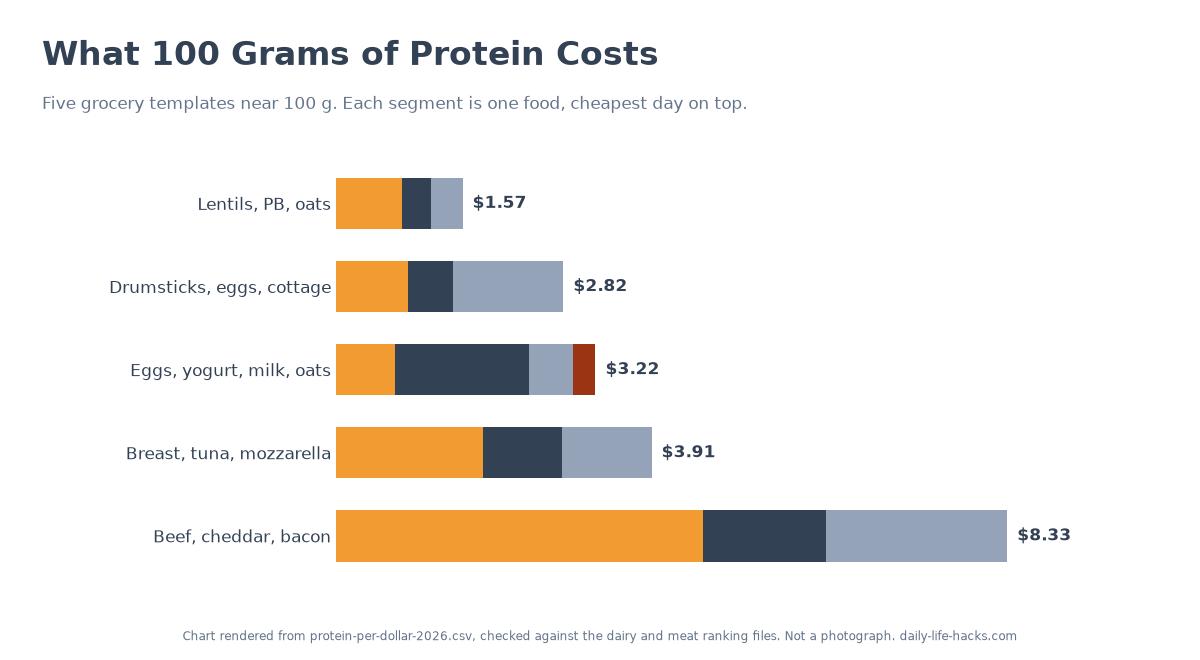 What 100 Grams of Protein Costs
Five grocery templates near 100 g. Each segment is one food, cheapest day on top.
Lentils, PB, oats $1.57
Drumsticks, eggs, cottage $2.82
Eggs, yogurt, milk, oats $3.22
Breast, tuna, mozzarella $3.91
Beef, cheddar, bacon $8.33
Chart rendered from protein-per-dollar-2026.csv, checked against the dairy and meat ranking files. Not a photograph. daily-life-hacks.com